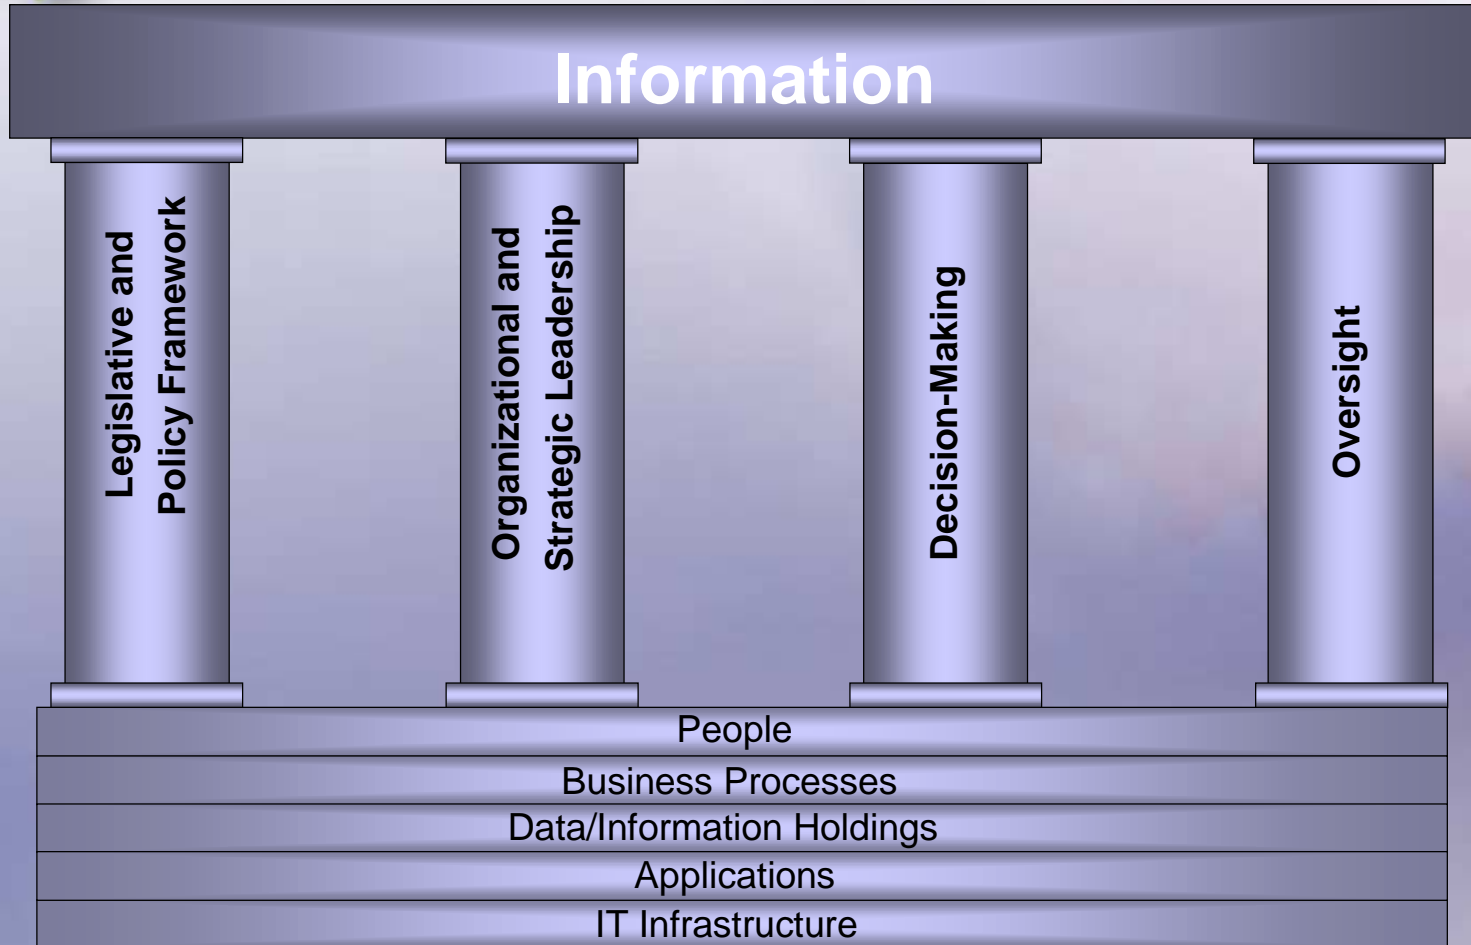 Information
Legislative and
Policy Framework
Organizational and
Strategic Leadership
Decision-Making
Oversight
People
Business Processes
Data/Information Holdings
Applications
IT Infrastructure